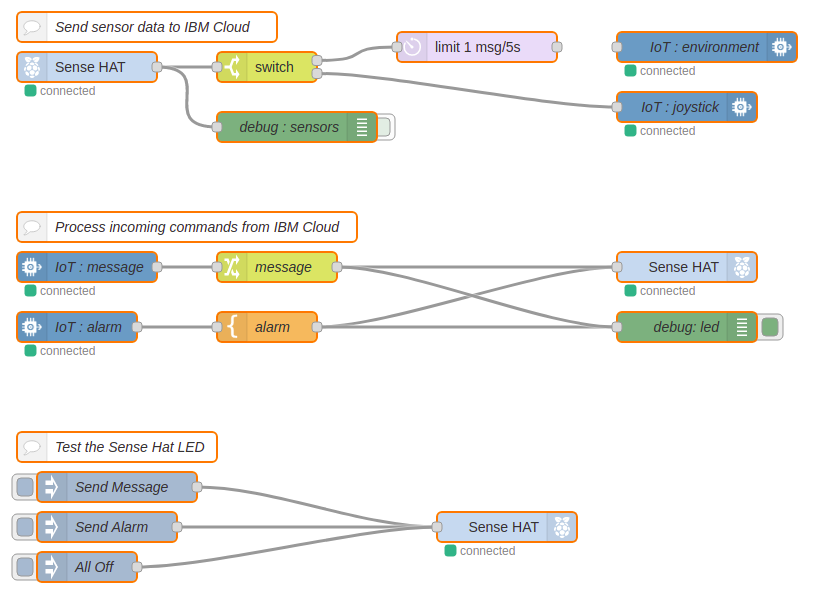 Send sensor data to IBM Cloud
Sense HAT
connected
switch
limit 1 msg/5s
IoT : environment
connected
debug : sensors
IoT : joystick
connected
Process incoming commands from IBM Cloud
IoT : message
connected
message
Sense HAT
connected
IoT : alarm
connected
alarm
debug: led
Test the Sense Hat LED
Send Message
Send Alarm
Sense HAT
connected
All Off